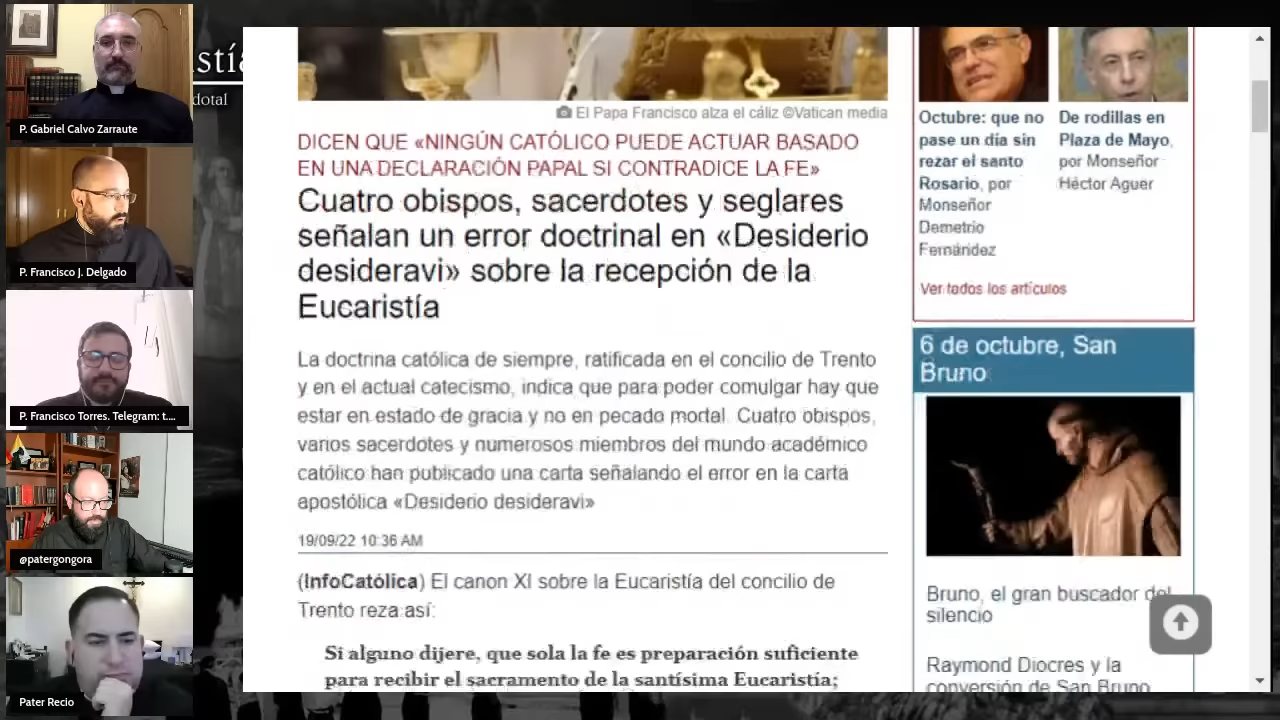 P. Gabriel Calvo Zarraute
P. Francisco J. Delgado
P. Francisco Torres. Telegram: t....
@patergongora
Pater Recio
stía
dotal
El Papa Francisco alza el cáliz ©Vatican media
DICEN QUE «NINGÚN CATÓLICO PUEDE ACTUAR BASADO
EN UNA DECLARACIÓN PAPAL SI CONTRADICE LA FE»
Cuatro obispos, sacerdotes y seglares
señalan un error doctrinal en «Desiderio
desideravi» sobre la recepción de la
Eucaristía
La doctrina católica de siempre, ratificada en el concilio de Trento
y en el actual catecismo, indica que para poder comulgar hay que
estar en estado de gracia y no en pecado mortal. Cuatro obispos,
varios sacerdotes y numerosos miembros del mundo académico
católico han publicado una carta señalando el error en la carta
apostólica «Desiderio desideravi»
19/09/22 10:36 AM
(InfoCatólica) El canon XI sobre la Eucaristía del concilio de
Trento reza así:
Si alguno dijere, que sola la fe es preparación suficiente
para recibir el sacramento de la santísima Eucaristía;
Octubre: que no
pase un día sin
rezar el santo
Rosario, por
Monseñor
Demetrio
Fernández
De rodillas en
Plaza de Mayo,
por Monseñor
Héctor Aguer
Ver todos los artículos
6 de octubre, San
Bruno
Bruno, el gran buscador del
silencio
Raymond Diocres y la
conversión de San Bruno